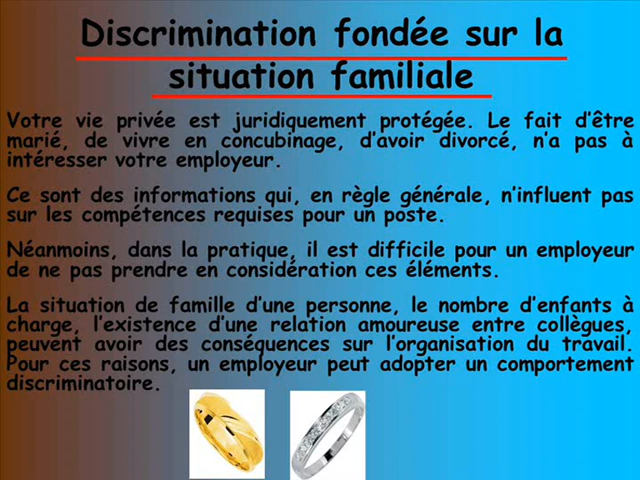 Discrimination fondée sur la
situation familiale
Votre vie privée est juridiquement protégée. Le fait d'être
marié, de vivre en concubinage, d'avoir divorcé, n'a pas à
intéresser votre employeur.
Ce sont des informations qui, en règle générale, n'influent pas
sur les compétences requises pour un poste.
Néanmoins, dans la pratique, il est difficile pour un employeur
de ne pas prendre en considération ces éléments.
La situation de famille d'une personne, le nombre d'enfants à
charge, l'existence d'une relation amoureuse entre collègues,
peuvent avoir des conséquences sur l'organisation du travail.
Pour ces raisons, un employeur peut adopter un comportement
discriminatoire.